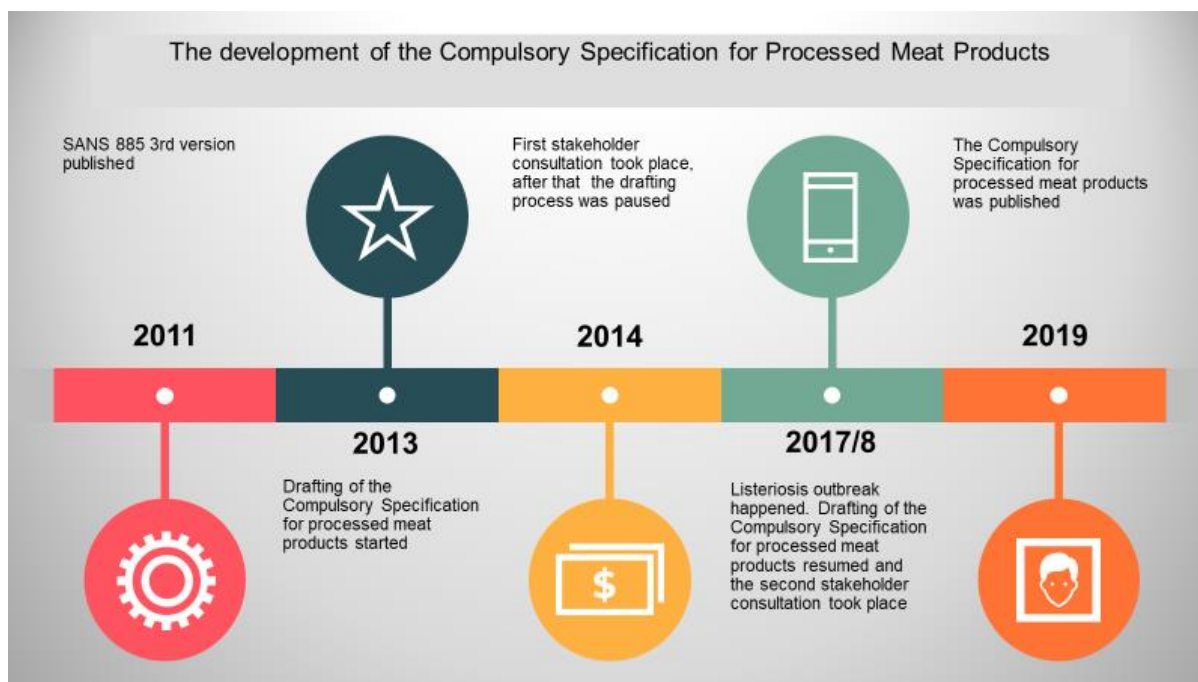 The development of the Compulsory Specification for Processed Meat Products
SANS 885 3rd version
published
2011
2013
Drafting of the
Compulsory Specification
for processed meat
products started
First stakeholder
consultation took place,
after that the drafting
process was paused
2014
$
2017/8
Listeriosis outbreak
happened. Drafting of the
Compulsory Specification
for processed meat
products resumed and
the second stakeholder
consultation took place
The Compulsory
Specification for
processed meat products
was published
2019